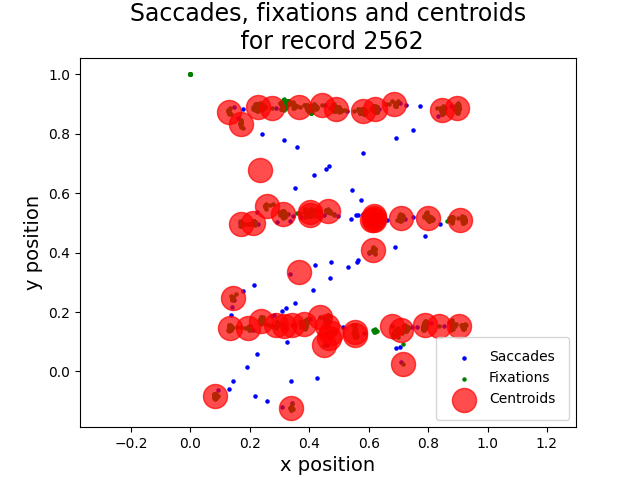 Saccades, fixations and centroids
for record 2562
y position
1.0
0.8
0.6
0.4
0.2
0.0
Saccades
Fixations
Centroids
−0.2
0.0
0.2
0.4
0.6
0.8
1.0
1.2
x position